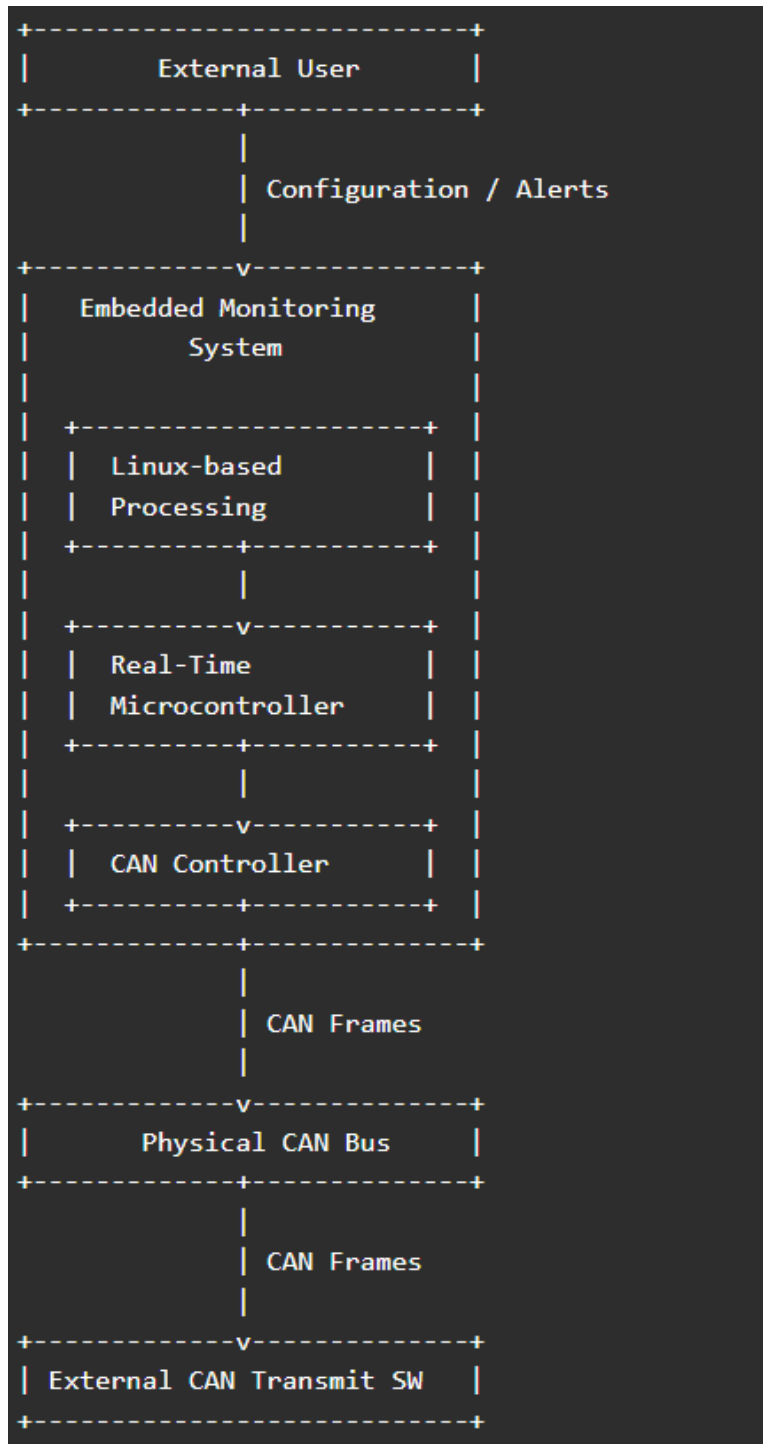 +----------------------------+
|        External User       |
+-------------+--------------+
              |
              | Configuration / Alerts
              |
+-------------v--------------+
|   Embedded Monitoring      |
|          System            |
|                            |
|  +----------------------+  |
|  |  Linux-based         |  |
|  |  Processing          |  |
|  +----------+-----------+  |
|             |              |
|  +----------v-----------+  |
|  |  Real-Time           |  |
|  |  Microcontroller     |  |
|  +----------+-----------+  |
|             |              |
|  +----------v-----------+  |
|  |  CAN Controller      |  |
|  +----------+-----------+  |
+-------------+--------------+
              |
              | CAN Frames
              |
+-------------v--------------+
|       Physical CAN Bus     |
+-------------+--------------+
              |
              | CAN Frames
              |
+-------------v--------------+
| External CAN Transmit SW   |
+----------------------------+